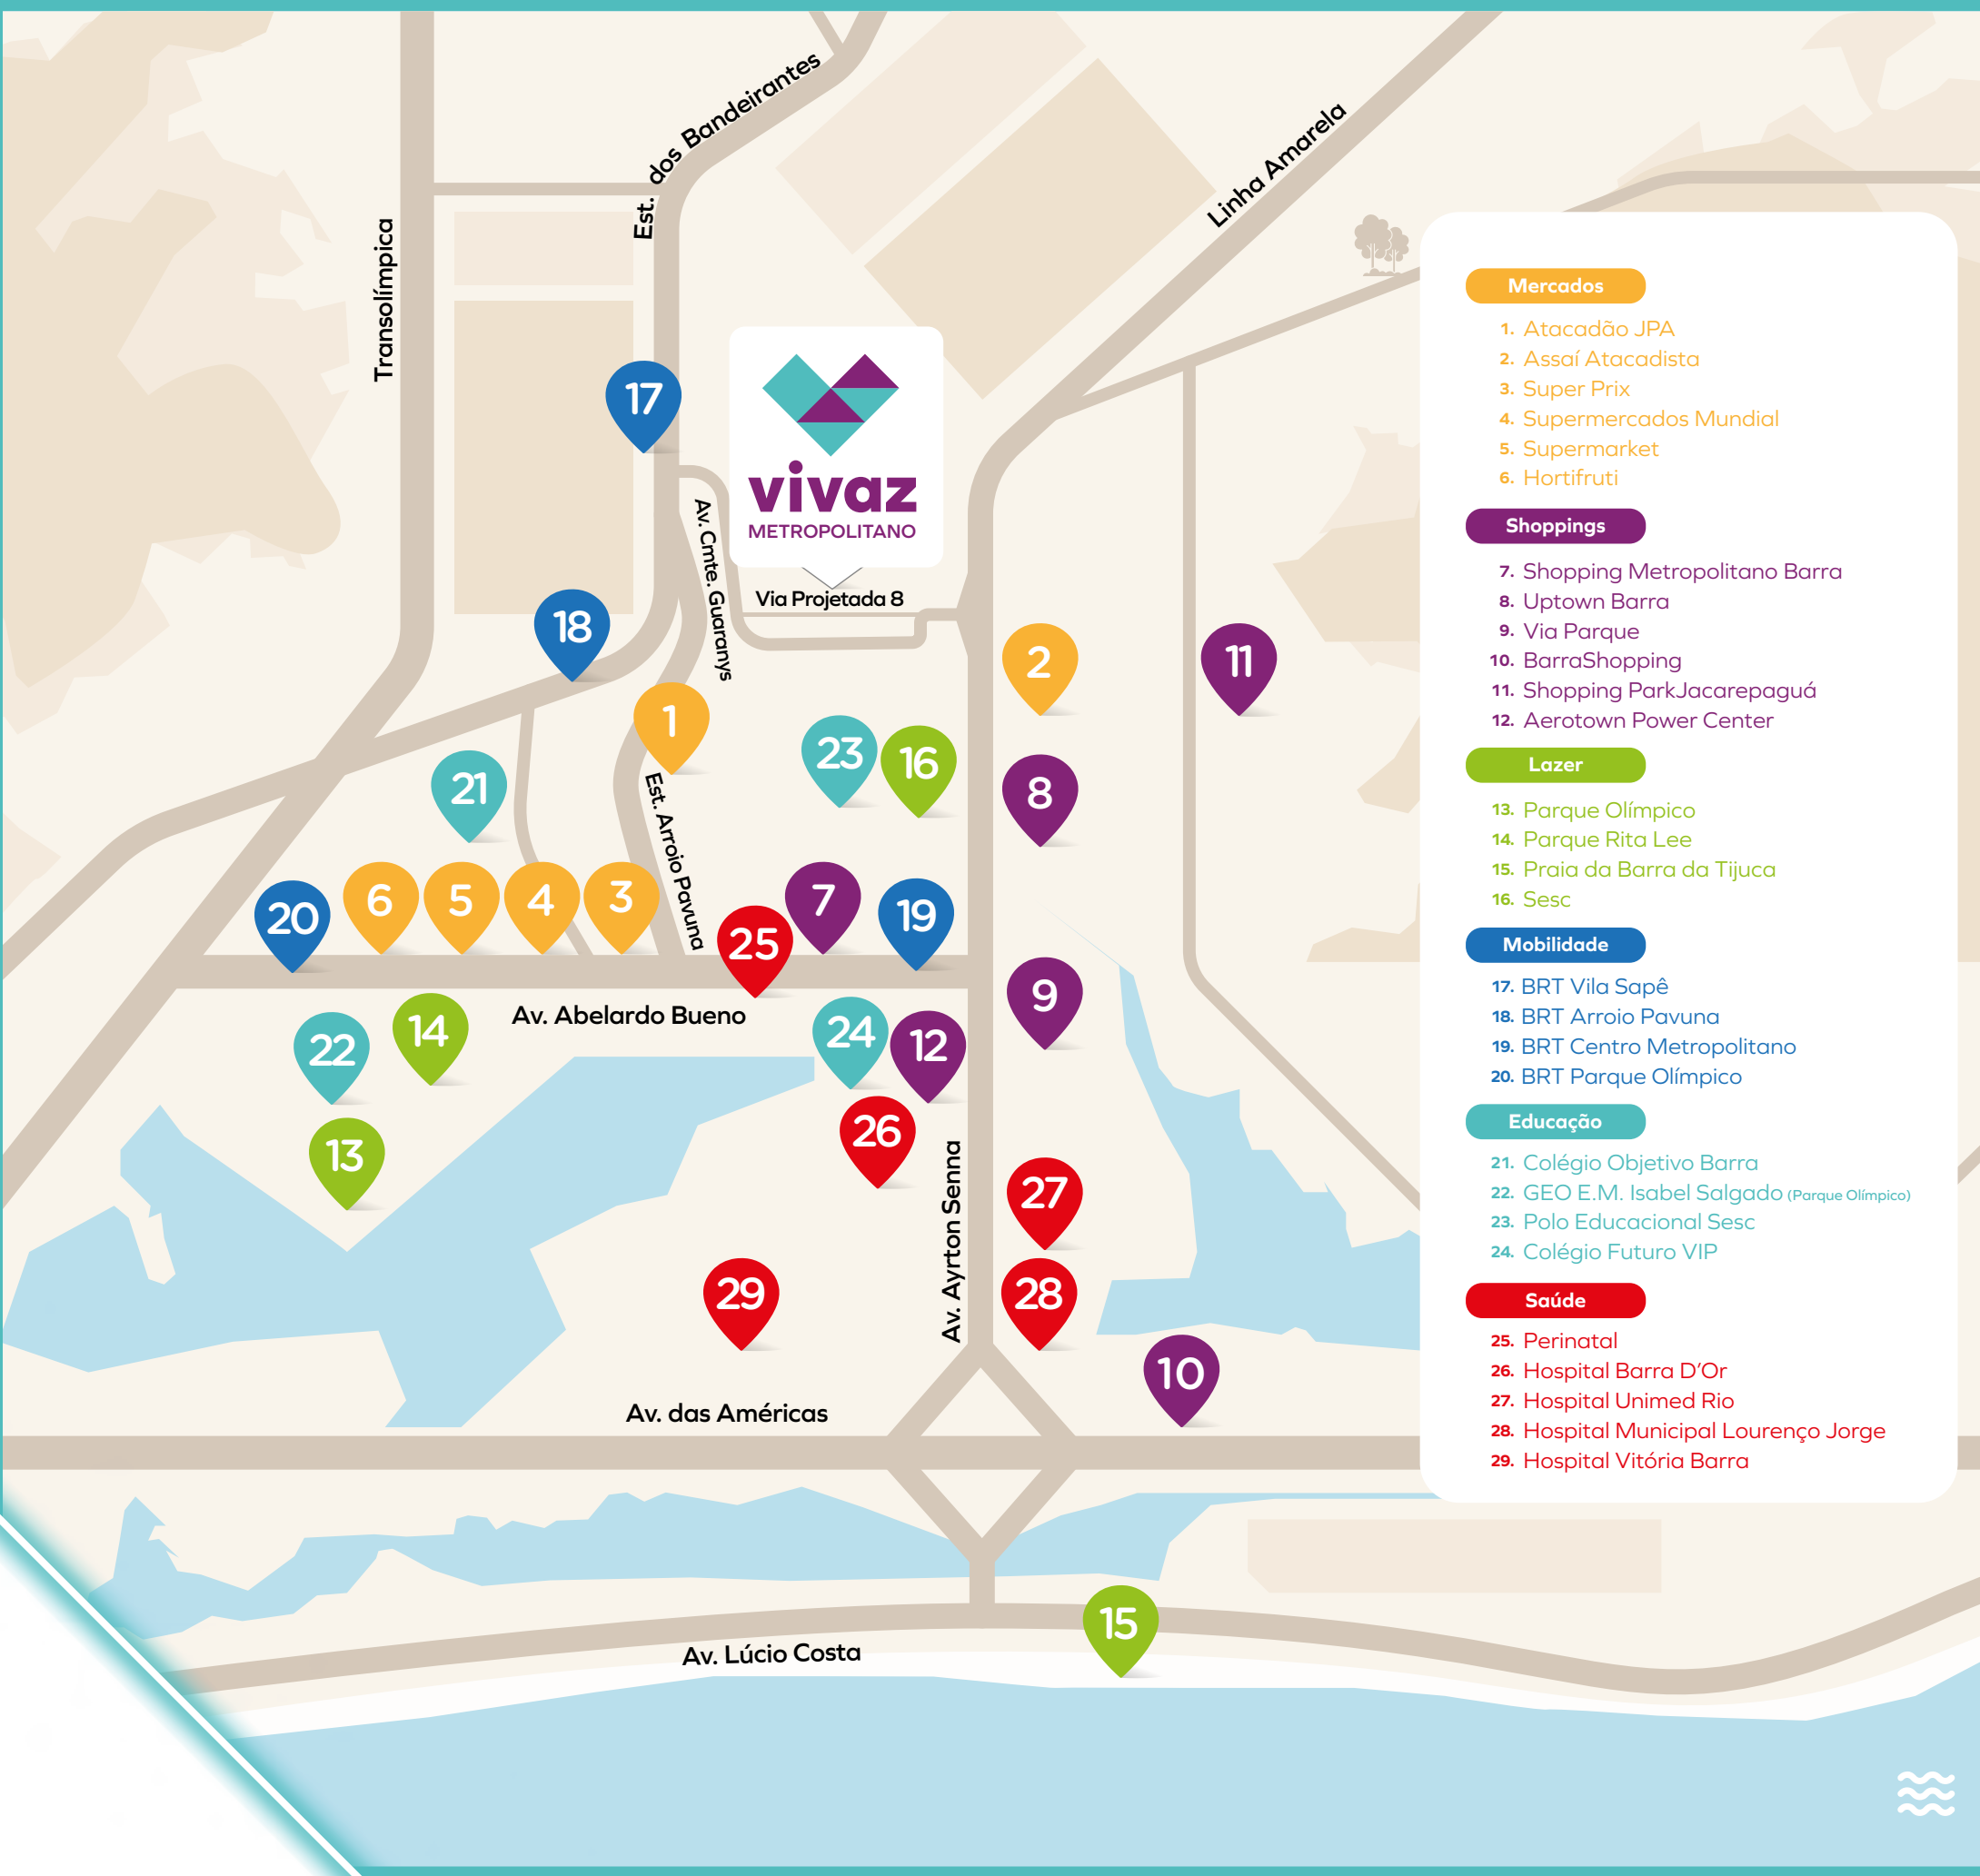 Est. dos Bandeirantes
Linha Amarela
Transolímpica
17
vivaz
METROPOLITANO
Av. Cmte. Guaranys
Via Projetada 8
18
2
11
1
23
16
21
8
Est. Arroio Pavuna
6
5
4
3
7
20
19
25
9
Av. Abelardo Bueno
14
22
24
12
13
26
Av. Ayrton Senna
27
29
28
10
Av. das Américas
15
Av. Lúcio Costa
Mercados
1. Atacadão JPA
2. Assaí Atacadista
3. Super Prix
4. Supermercados Mundial
5. Supermarket
6. Hortifruti
Shoppings
7. Shopping Metropolitano Barra
8. Uptown Barra
9. Via Parque
10. BarraShopping
11. Shopping ParkJacarepaguá
12. Aerotown Power Center
Lazer
13. Parque Olímpico
14. Parque Rita Lee
15. Praia da Barra da Tijuca
16. Sesc
Mobilidade
17. BRT Vila Sapê
18. BRT Arroio Pavuna
19. BRT Centro Metropolitano
20. BRT Parque Olímpico
Educação
21. Colégio Objetivo Barra
22. GEO E.M. Isabel Salgado (Parque Olímpico)
23. Polo Educacional Sesc
24. Colégio Futuro VIP
Saúde
25. Perinatal
26. Hospital Barra D'Or
27. Hospital Unimed Rio
28. Hospital Municipal Lourenço Jorge
29. Hospital Vitória Barra